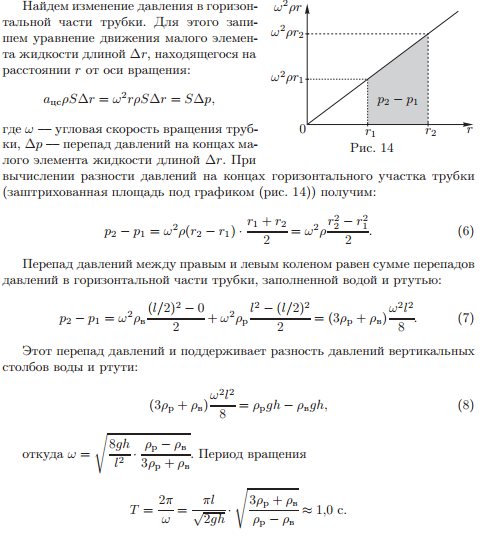 Найдем изменение давления в горизон-
тальной части трубки. Для этого запи-
шем уравнение движения малого элемен-
та жидкости длиной Δr, находящегося на
расстоянии r от оси вращения:
a_цс ρSΔr = ω²rρSΔr = SΔp,
где ω — угловая скорость вращения труб-
ки, Δp — перепад давлений на концах ма-
лого элемента жидкости длиной Δr. При
ω²ρr
ω²ρr₂
ω²ρr₁
p₂ − p₁
0
r₁
r₂
r
Рис. 14
вычислении разности давлений на концах горизонтального участка трубки
(заштрихованная площадь под графиком (рис. 14)) получим:
p₂ − p₁ = ω²ρ(r₂ − r₁) · (r₁ + r₂)/2 = ω²ρ (r₂² − r₁²)/2. (6)
Перепад давлений между правым и левым коленом равен сумме перепадов
давлений в горизонтальной части трубки, заполненной водой и ртутью:
p₂ − p₁ = ω²ρ_в ((l/2)² − 0)/2 + ω²ρ_р (l² − (l/2)²)/2 = (3ρ_р + ρ_в) ω²l²/8. (7)
Этот перепад давлений и поддерживает разность давлений вертикальных
столбов воды и ртути:
(3ρ_р + ρ_в) ω²l²/8 = ρ_р gh − ρ_в gh, (8)
откуда ω = √(8gh/l² · (ρ_р − ρ_в)/(3ρ_р + ρ_в)). Период вращения
T = 2π/ω = πl/√(2gh) · √((3ρ_р + ρ_в)/(ρ_р − ρ_в)) ≈ 1,0 с.